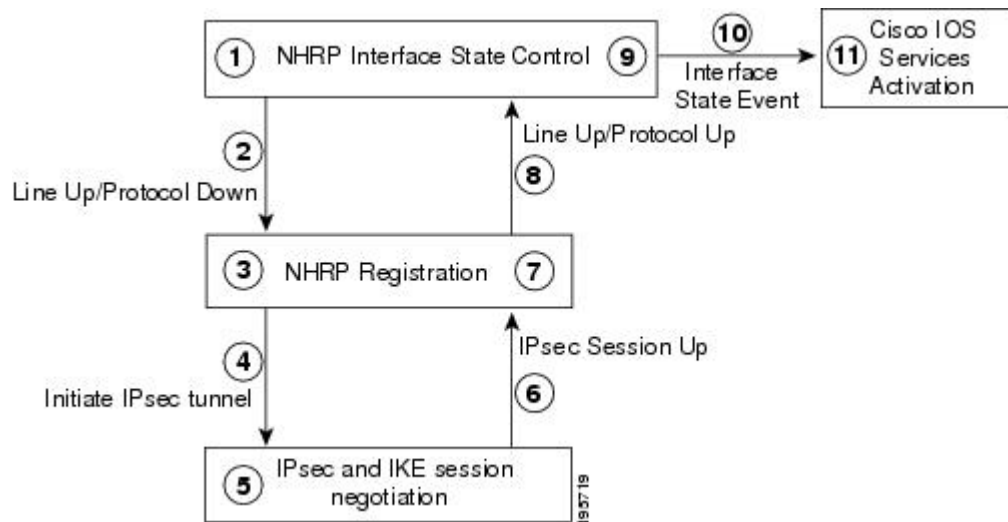 1 NHRP Interface State Control 9
10
Interface
State Event
11
Cisco IOS
Services
Activation
2
Line Up/Protocol Down
Line Up/Protocol Up
8
3 NHRP Registration 7
4
Initiate IPsec tunnel
IPsec Session Up
6
5
IPsec and IKE session
negotiation
195719